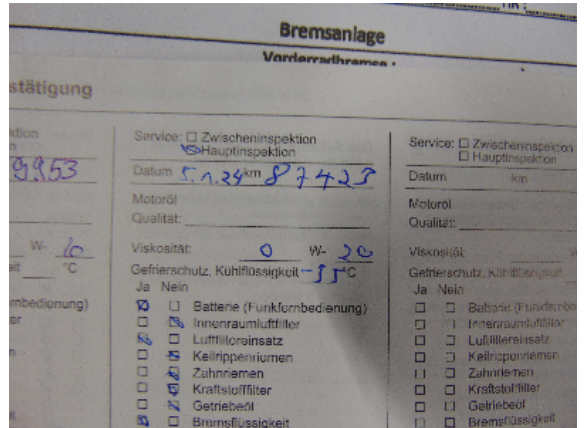 Bremsanlage
Vorderradbremse :
stätigung
Service: Zwischeninspektion
Hauptinspektion
Datum 5.1.24 km 87423
Motoröl
Qualität:
Viskosität: 0 W- 20
Gefrierschutz, Kühlflüssigkeit -35°C
Ja Nein
Batterie (Funkfernbedienung)
Innenraumluftfilter
Luftfiltereinsatz
Keilrippenriemen
Zahnriemen
Kraftstofffilter
Getriebeöl
Bremsflüssigkeit
ktion
9953
W-
°C
rnbedienung)
Service: Zwischeninspektion
Hauptinspektion
Datum km
Motoröl
Qualität:
Viskosität: W-
Gefrierschutz, Kühlflüssigkeit
Ja Nein
Batterie (Funkfernbe
Innenraumluftfilter
Luftfiltereinsatz
Keilrippenriemen
Zahnriemen
Kraftstofffilter
Getriebeöl
Bremsflüssigkeit